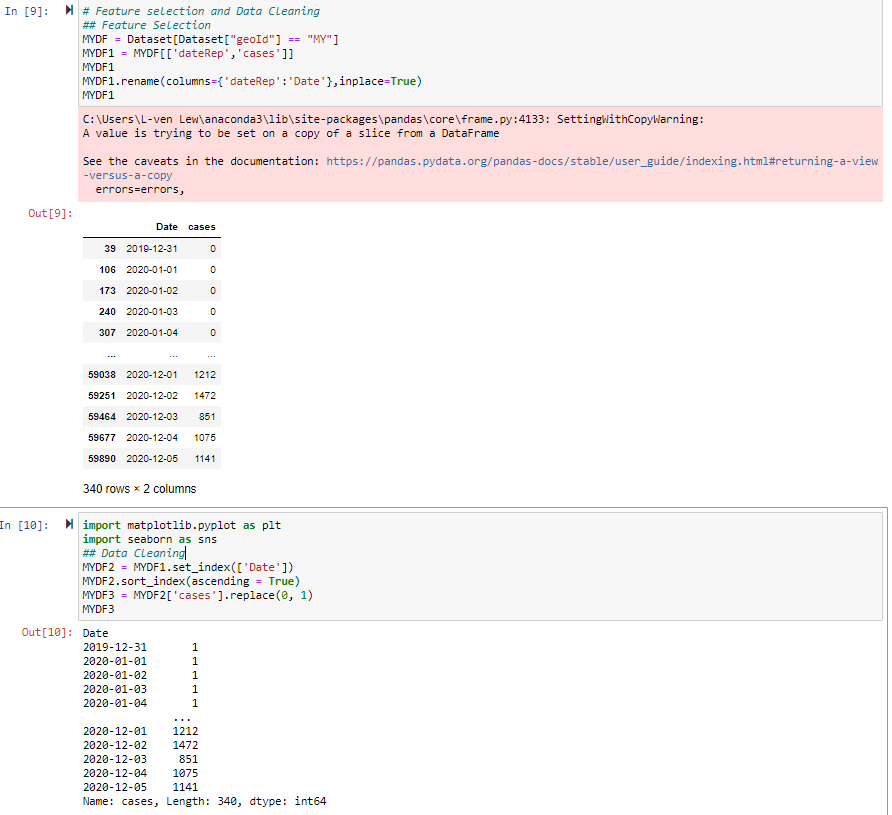 In [9]:
# Feature selection and Data Cleaning
## Feature Selection
MYDF = Dataset[Dataset["geoId"] == "MY"]
MYDF1 = MYDF[['dateRep','cases']]
MYDF1
MYDF1.rename(columns={'dateRep':'Date'},inplace=True)
MYDF1
C:\Users\L-ven Lew\anaconda3\lib\site-packages\pandas\core\frame.py:4133: SettingWithCopyWarning:
A value is trying to be set on a copy of a slice from a DataFrame
See the caveats in the documentation: https://pandas.pydata.org/pandas-docs/stable/user_guide/indexing.html#returning-a-view
-versus-a-copy
errors=errors,
Out[9]:
Date cases
39 2019-12-31 0
106 2020-01-01 0
173 2020-01-02 0
240 2020-01-03 0
307 2020-01-04 0
... ... ...
59038 2020-12-01 1212
59251 2020-12-02 1472
59464 2020-12-03 851
59677 2020-12-04 1075
59890 2020-12-05 1141
340 rows × 2 columns
In [10]:
import matplotlib.pyplot as plt
import seaborn as sns
## Data Cleaning
MYDF2 = MYDF1.set_index(['Date'])
MYDF2.sort_index(ascending = True)
MYDF3 = MYDF2['cases'].replace(0, 1)
MYDF3
Out[10]:
Date
2019-12-31 1
2020-01-01 1
2020-01-02 1
2020-01-03 1
2020-01-04 1
...
2020-12-01 1212
2020-12-02 1472
2020-12-03 851
2020-12-04 1075
2020-12-05 1141
Name: cases, Length: 340, dtype: int64